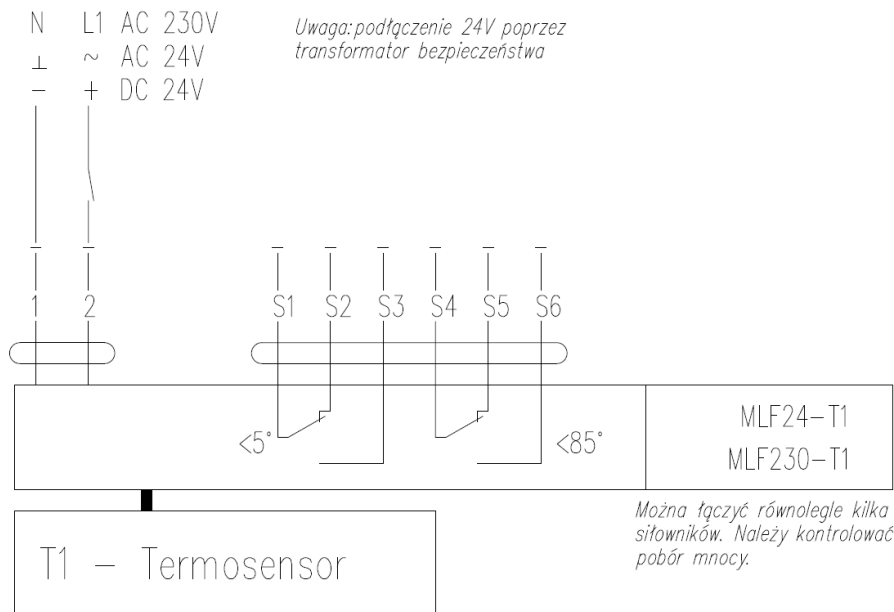 N L1 AC 230V
⊥ ~ AC 24V
− + DC 24V
Uwaga:podłączenie 24V poprzez
transformator bezpieczeństwa
1 2 S1 S2 S3 S4 S5 S6
<5° <85°
MLF24-T1
MLF230-T1
T1 - Termosensor
Można łączyć równolegle kilka
siłowników. Należy kontrolować
pobór mnocy.